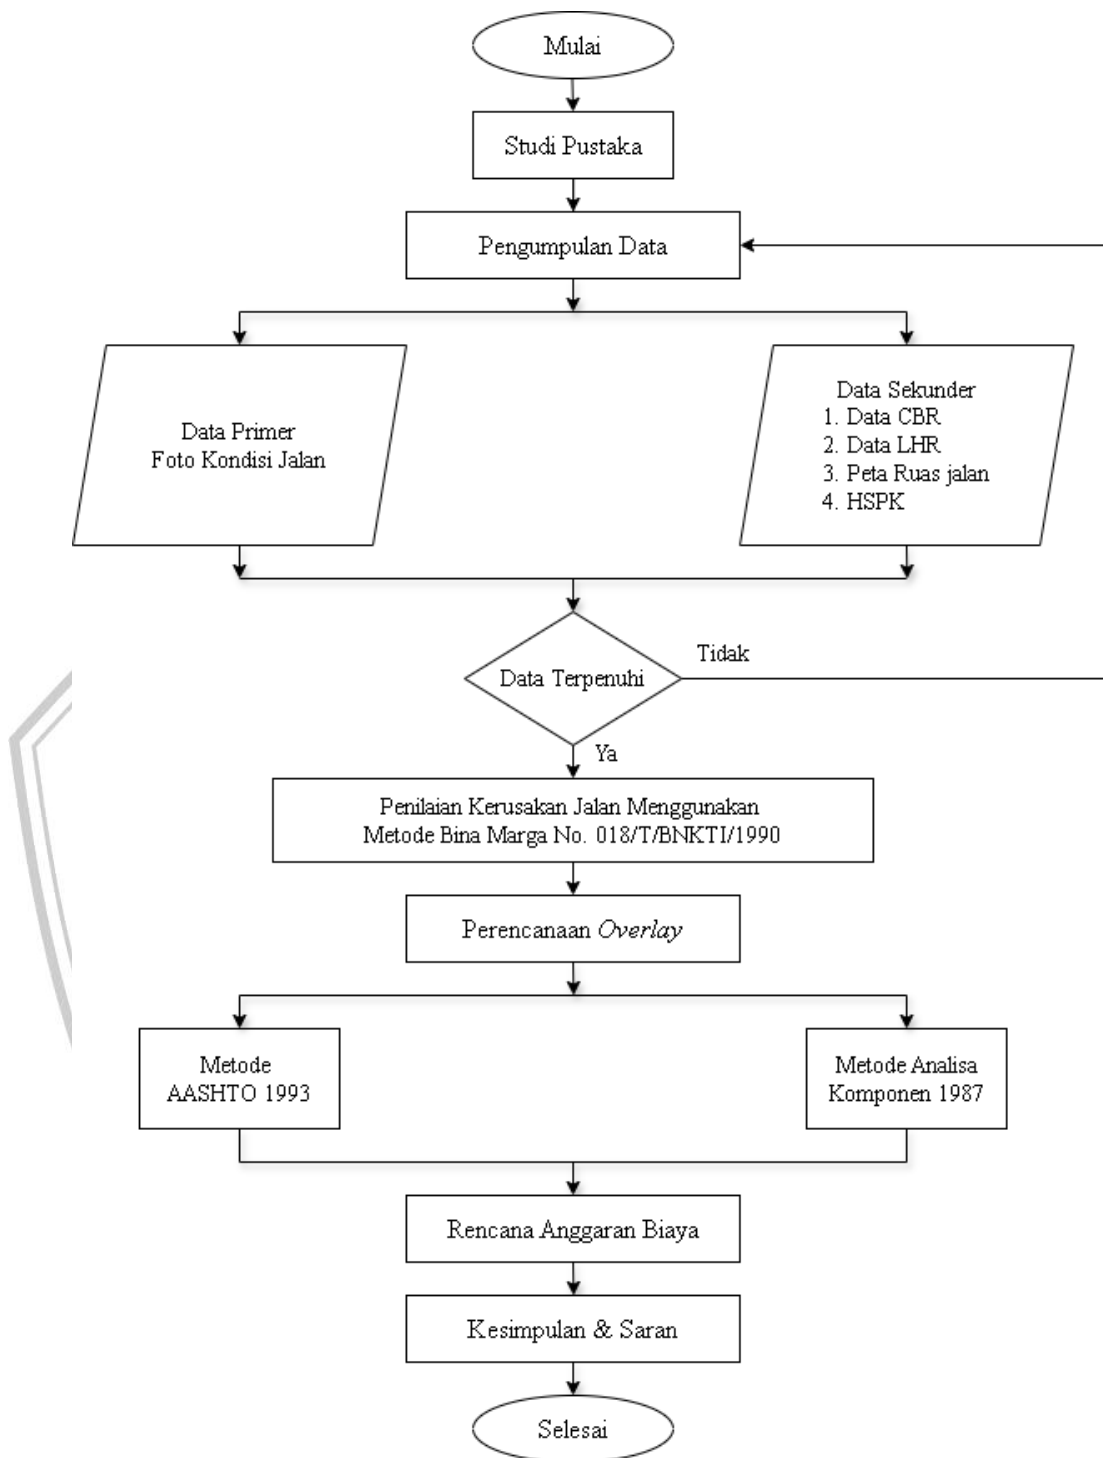 Mulai
Studi Pustaka
Pengumpulan Data
Data Primer
Foto Kondisi Jalan
Data Sekunder
1. Data CBR
2. Data LHR
3. Peta Ruas jalan
4. HSPK
Data Terpenuhi
Tidak
Ya
Penilaian Kerusakan Jalan Menggunakan
Metode Bina Marga No. 018/T/BNKTI/1990
Perencanaan Overlay
Metode
AASHTO 1993
Metode Analisa
Komponen 1987
Rencana Anggaran Biaya
Kesimpulan & Saran
Selesai